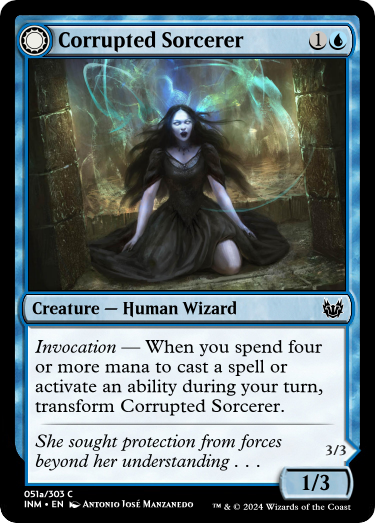 Corrupted Sorcerer 1
Creature — Human Wizard
Invocation — When you spend four
or more mana to cast a spell or
activate an ability during your turn,
transform Corrupted Sorcerer.
She sought protection from forces
beyond her understanding . . .
3/3
1/3
051a/303 C
INM • EN Antonio José Manzanedo
™ & © 2024 Wizards of the Coast